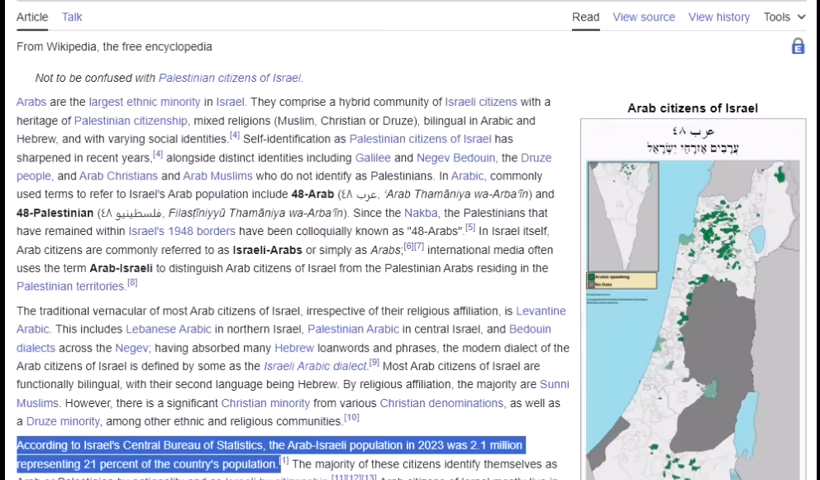 Article Talk Read View source View history Tools
From Wikipedia, the free encyclopedia
Not to be confused with Palestinian citizens of Israel.
Arabs are the largest ethnic minority in Israel. They comprise a hybrid community of Israeli citizens with a
heritage of Palestinian citizenship, mixed religions (Muslim, Christian or Druze), bilingual in Arabic and
Hebrew, and with varying social identities.[4] Self-identification as Palestinian citizens of Israel has
sharpened in recent years,[4] alongside distinct identities including Galilee and Negev Bedouin, the Druze
people, and Arab Christians and Arab Muslims who do not identify as Palestinians. In Arabic, commonly
used terms to refer to Israel's Arab population include 48-Arab (عرب ٤٨, 'Arab Thamāniya wa-Arba'īn) and
48-Palestinian (فلسطينيو ٤٨, Filasṭīniyyū Thamāniya wa-Arba'īn). Since the Nakba, the Palestinians that
have remained within Israel's 1948 borders have been colloquially known as "48-Arabs".[5] In Israel itself,
Arab citizens are commonly referred to as Israeli-Arabs or simply as Arabs;[6][7] international media often
uses the term Arab-Israeli to distinguish Arab citizens of Israel from the Palestinian Arabs residing in the
Palestinian territories.[8]
The traditional vernacular of most Arab citizens of Israel, irrespective of their religious affiliation, is Levantine
Arabic. This includes Lebanese Arabic in northern Israel, Palestinian Arabic in central Israel, and Bedouin
dialects across the Negev; having absorbed many Hebrew loanwords and phrases, the modern dialect of the
Arab citizens of Israel is defined by some as the Israeli Arabic dialect.[9] Most Arab citizens of Israel are
functionally bilingual, with their second language being Hebrew. By religious affiliation, the majority are Sunni
Muslims. However, there is a significant Christian minority from various Christian denominations, as well as
a Druze minority, among other ethnic and religious communities.[10]
According to Israel's Central Bureau of Statistics, the Arab-Israeli population in 2023 was 2.1 million
representing 21 percent of the country's population.[1] The majority of these citizens identify themselves as
Arab citizens of Israel
عرب ٤٨
עֲרָבִים אֶזְרָחֵי יִשְׂרָאֵל
Arabic speaking
No Data